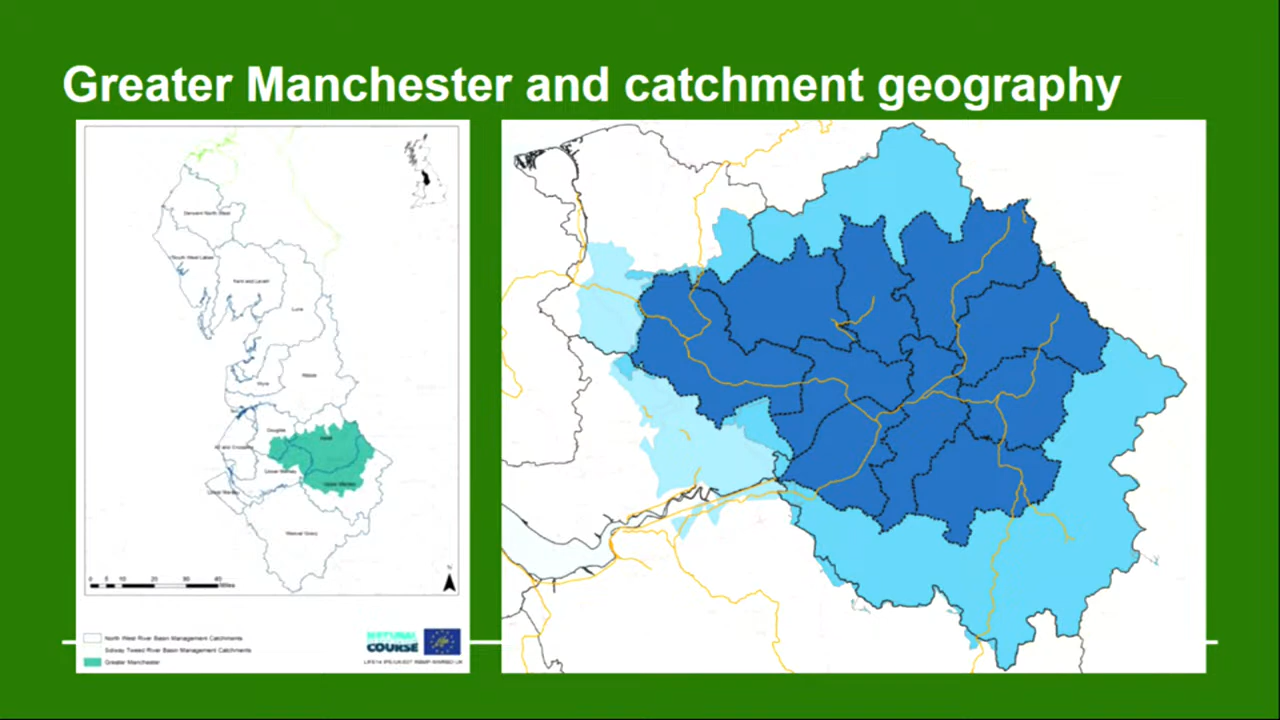 Greater Manchester and catchment geography
Derwent North West
South West Lakes
Kent and Leven
Lune
Wyre
Ribble
Douglas
Irwell
Alt and Crossens
Lower Mersey
Upper Mersey
Weaver Gowy
0 5 10 20 30 40
Miles
N
North West River Basin Management Catchments
Solway Tweed River Basin Management Catchments
Greater Manchester
NATURAL
COURSE